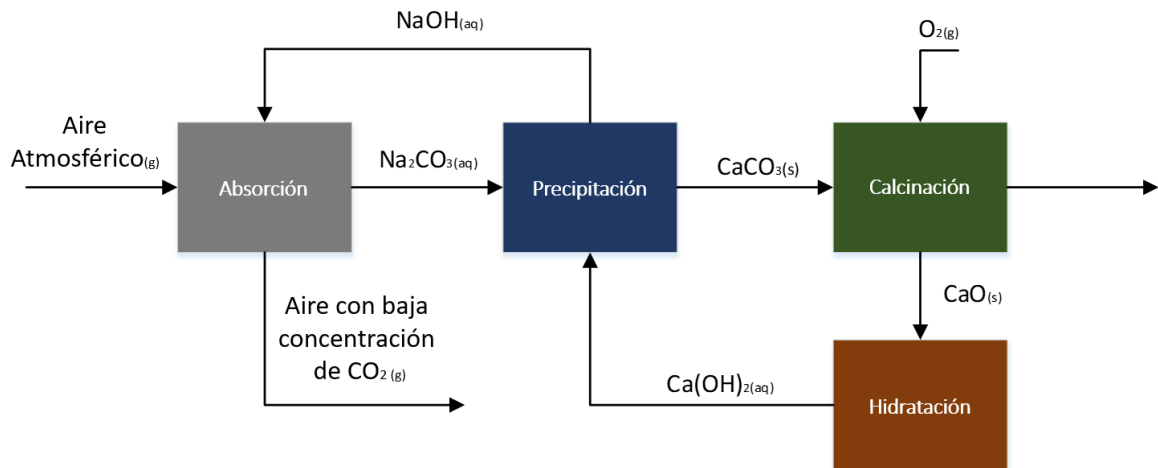 NaOH(aq)
O₂(g)
Aire
Atmosférico(g)
Absorción
Na₂CO₃(aq)
Precipitación
CaCO₃(s)
Calcinación
CaO(s)
Aire con baja
concentración
de CO₂ (g)
Ca(OH)₂(aq)
Hidratación